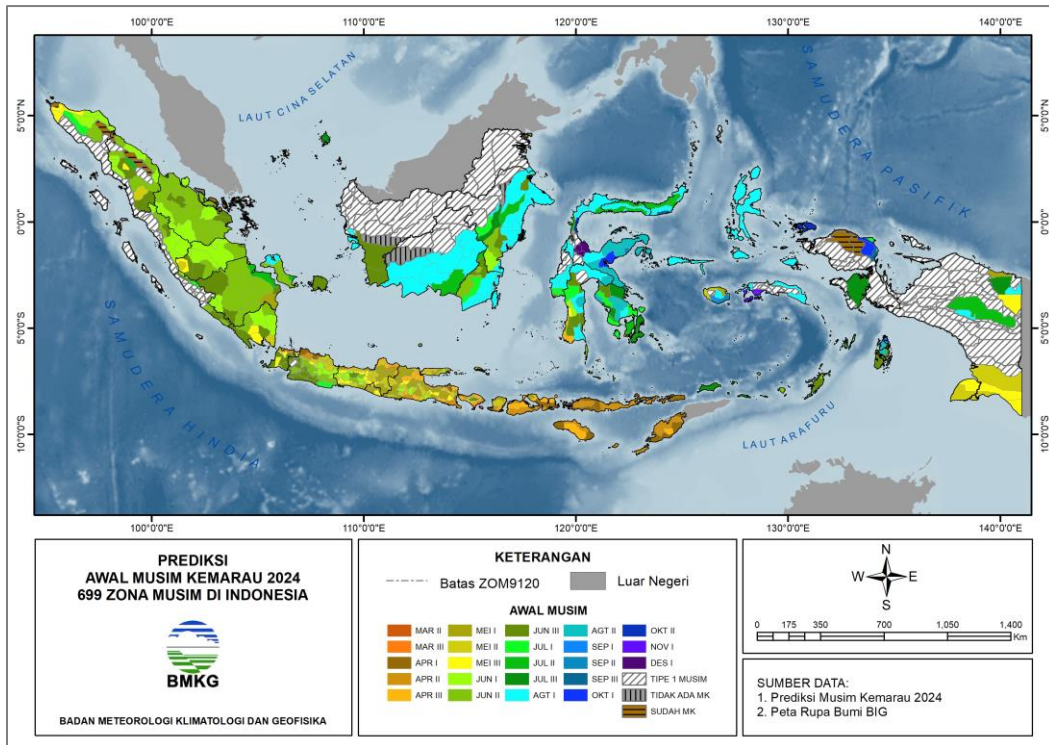 100°0'0"E 110°0'0"E 120°0'0"E 130°0'0"E 140°0'0"E
5°0'0"N
0°0'0"
5°0'0"S
10°0'0"S
LAUT CINA SELATAN
SAMUDERA PASIFIK
SAMUDERA HINDIA
LAUT ARAFURU
5°0'0"N
0°0'0"
5°0'0"S
10°0'0"S
100°0'0"E 110°0'0"E 120°0'0"E 130°0'0"E 140°0'0"E
PREDIKSI
AWAL MUSIM KEMARAU 2024
699 ZONA MUSIM DI INDONESIA
BMKG
BADAN METEOROLOGI KLIMATOLOGI DAN GEOFISIKA
KETERANGAN
Batas ZOM9120 Luar Negeri
AWAL MUSIM
MAR II MEI I JUN III AGT II OKT II
MAR III MEI II JUL I SEP I NOV I
APR I MEI III JUL II SEP II DES I
APR II JUN I JUL III SEP III TIPE 1 MUSIM
APR III JUN II AGT I OKT I TIDAK ADA MK
SUDAH MK
N
W E
S
0 175 350 700 1,050 1,400
Km
SUMBER DATA:
1. Prediksi Musim Kemarau 2024
2. Peta Rupa Bumi BIG